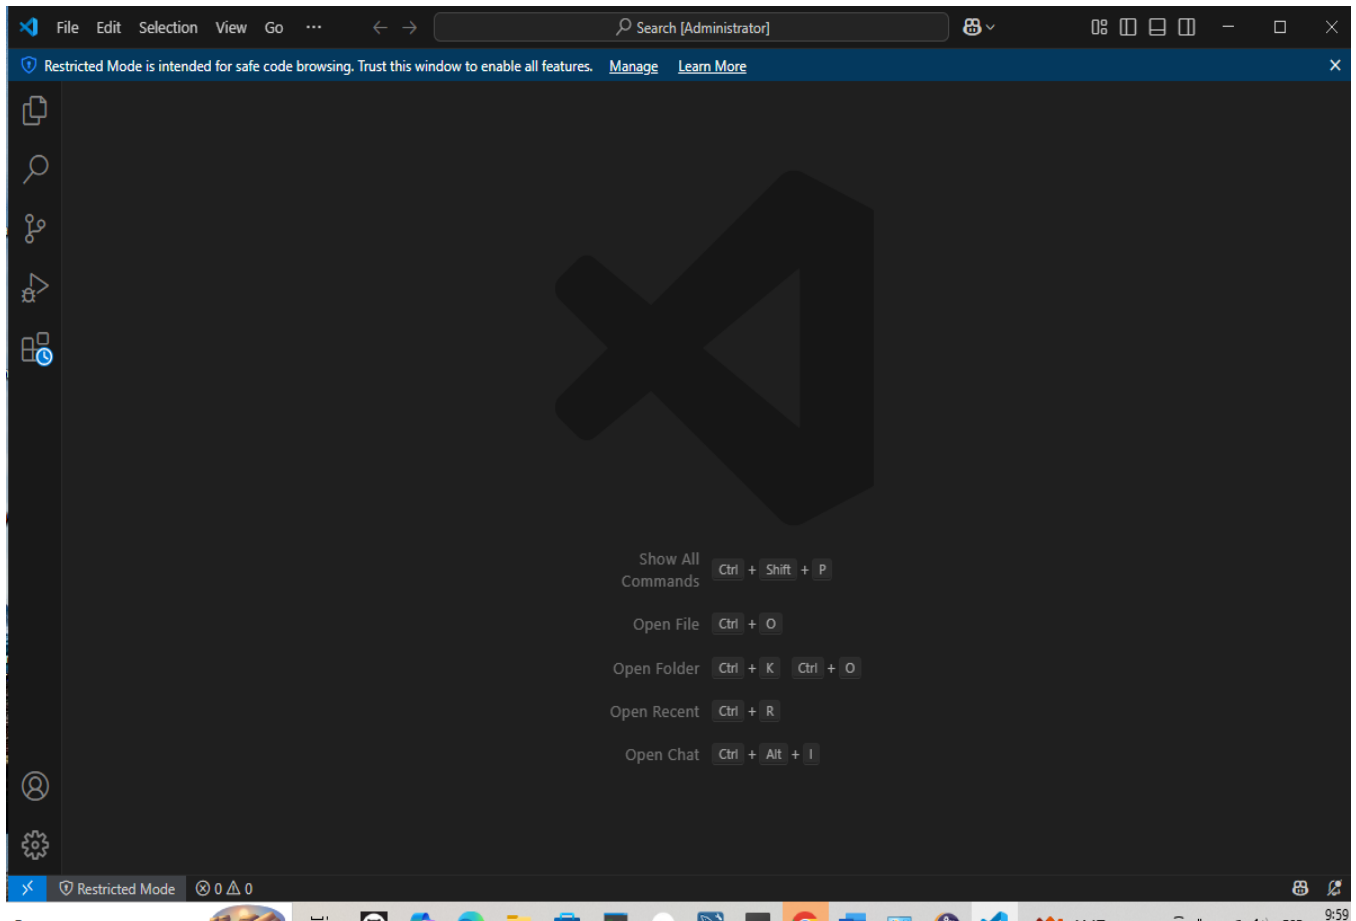 File Edit Selection View Go ···
Search [Administrator]
Restricted Mode is intended for safe code browsing. Trust this window to enable all features. Manage Learn More
Show All
Commands
Ctrl + Shift + P
Open File Ctrl + O
Open Folder Ctrl + K Ctrl + O
Open Recent Ctrl + R
Open Chat Ctrl + Alt + I
Restricted Mode 0 0
9:59